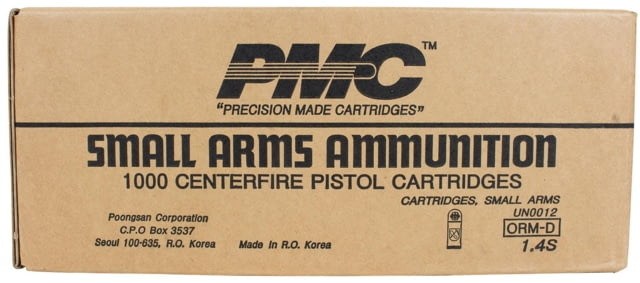 PMC™
"PRECISION MADE CARTRIDGES"
SMALL ARMS AMMUNITION
1000 CENTERFIRE PISTOL CARTRIDGES
CARTRIDGES, SMALL ARMS
UN0012
ORM-D
1.4S
Poongsan Corporation
C.P.O Box 3537
Seoul 100-635, R.O. Korea Made in R.O. Korea